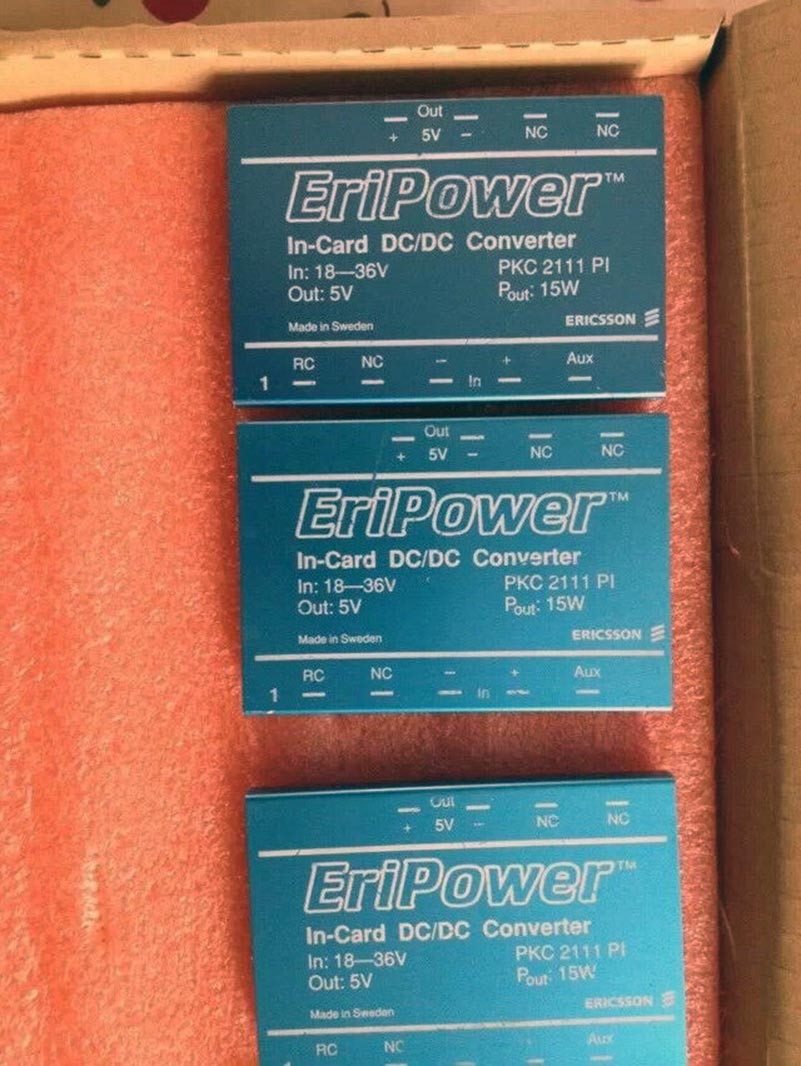 Out
+ 5V – NC NC
EriPower™
In-Card DC/DC Converter
In: 18—36V PKC 2111 PI
Out: 5V Pout: 15W
Made in Sweden ERICSSON
RC NC – + Aux
1 In
Out
+ 5V – NC NC
EriPower™
In-Card DC/DC Converter
In: 18—36V PKC 2111 PI
Out: 5V Pout: 15W
Made in Sweden ERICSSON
RC NC – + Aux
1 In
Out
+ 5V – NC NC
EriPower™
In-Card DC/DC Converter
In: 18—36V PKC 2111 PI
Out: 5V Pout: 15W
Made in Sweden ERICSSON
RC NC Aux